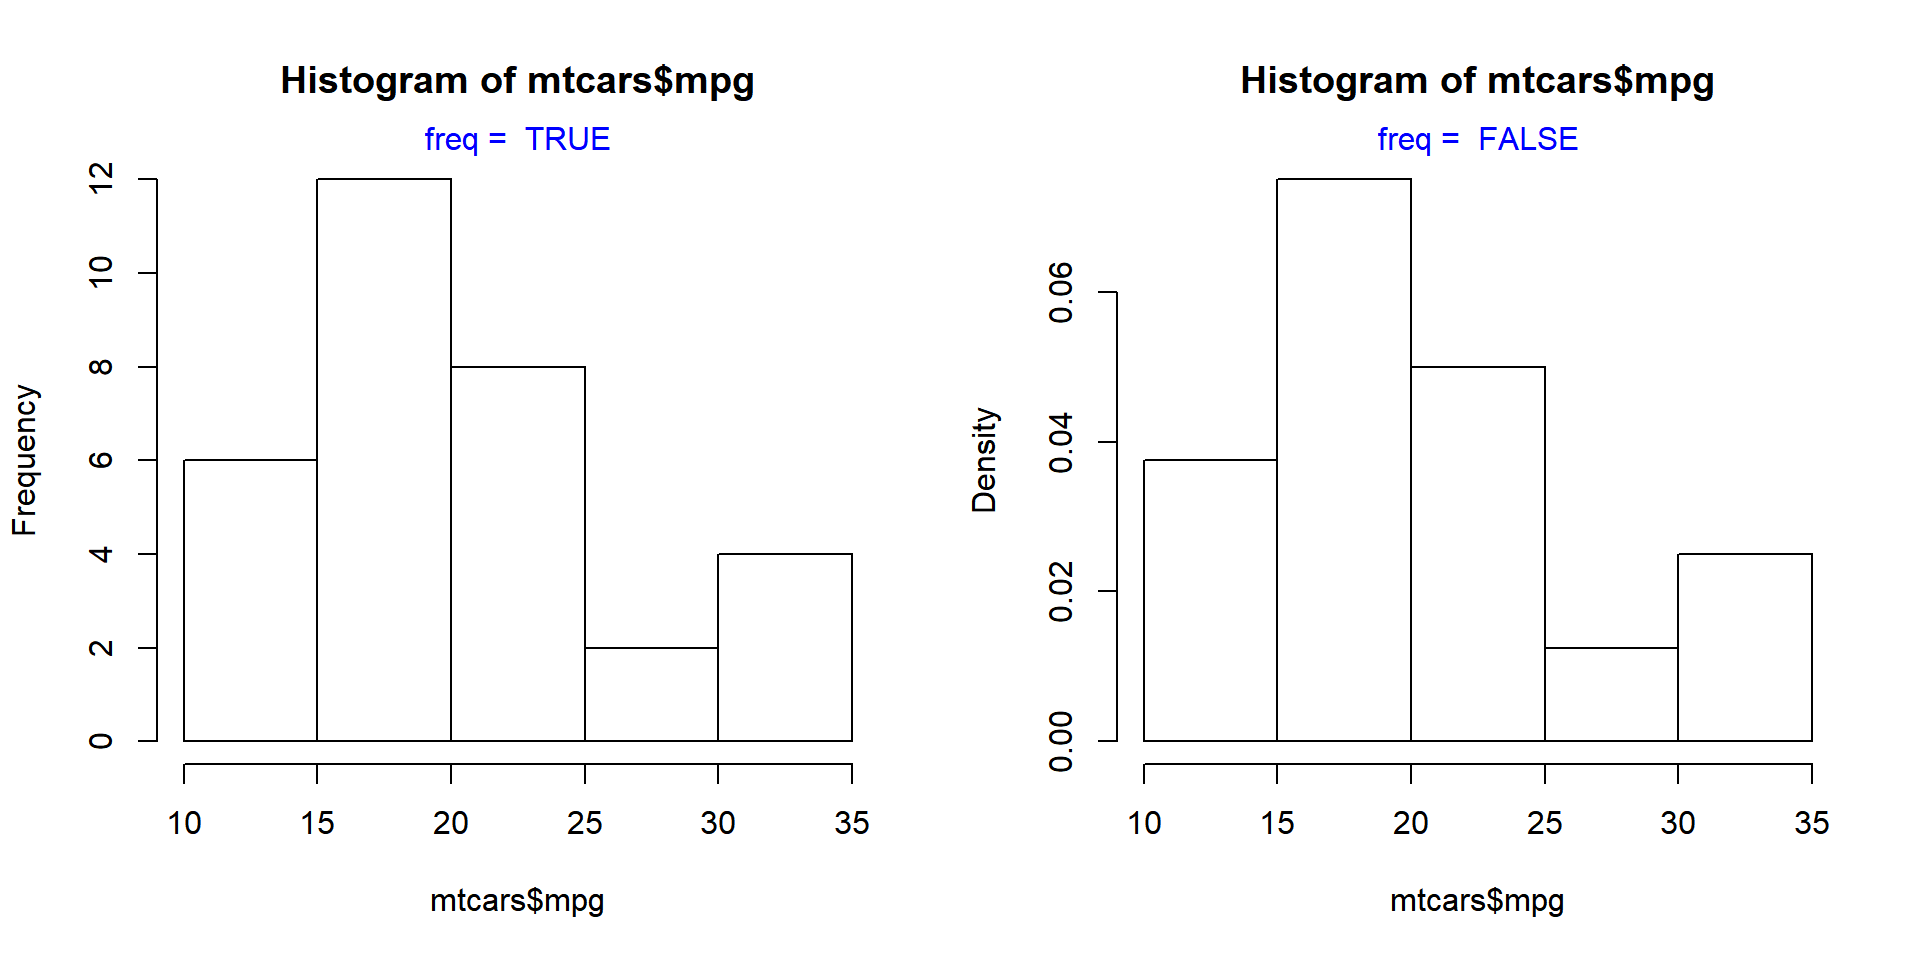 Histogram of mtcars$mpg
freq =  TRUE
Frequency
12
10
8
6
4
2
0
10 15 20 25 30 35
mtcars$mpg
Histogram of mtcars$mpg
freq =  FALSE
Density
0.06
0.04
0.02
0.00
10 15 20 25 30 35
mtcars$mpg